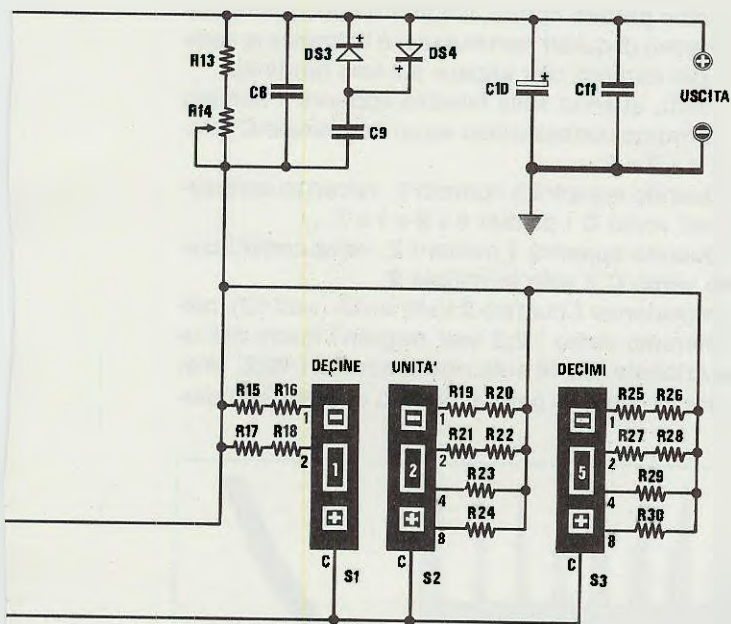 R13
DS3
+
DS4
+
C8
R14
C9
C10
+
C11
+
USCITA
-
DECINE
UNITA'
DECIMI
R15 R16
1
R17 R18
2
-
1
+
C
S1
R19 R20
1
R21 R22
2
R23
4
R24
8
-
2
+
C
S2
R25 R26
1
R27 R28
2
R29
4
R30
8
-
5
+
C
S3